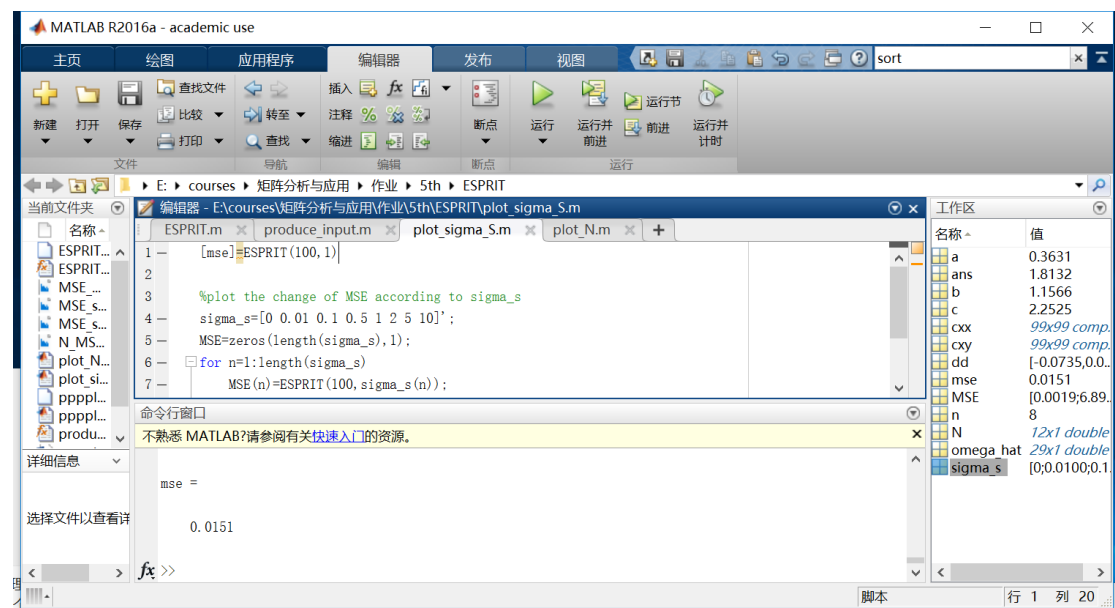 MATLAB R2016a - academic use
主页 绘图 应用程序 编辑器 发布 视图 sort
查找文件 插入 fx
比较 转至 注释 运行节
新建 打开 保存 断点 运行 运行并前进 前进 运行并计时
打印 查找 缩进
文件 导航 编辑 断点 运行
E: courses 矩阵分析与应用 作业 5th ESPRIT
当前文件夹
名称
ESPRIT...
ESPRIT...
MSE_...
MSE_s...
MSE_s...
N_MS...
plot_N...
plot_si...
ppppl...
ppppl...
produ...
详细信息
选择文件以查看详
编辑器 - E:\courses\矩阵分析与应用\作业\5th\ESPRIT\plot_sigma_S.m
ESPRIT.m produce_input.m plot_sigma_S.m plot_N.m
1 [mse]=ESPRIT(100,1)
2
3 %plot the change of MSE according to sigma_s
4 sigma_s=[0 0.01 0.1 0.5 1 2 5 10]';
5 MSE=zeros(length(sigma_s),1);
6 for n=1:length(sigma_s)
7 MSE(n)=ESPRIT(100,sigma_s(n));
命令行窗口
不熟悉 MATLAB?请参阅有关快速入门的资源。
mse =
0.0151
fx >>
工作区
名称 值
a 0.3631
ans 1.8132
b 1.1566
c 2.2525
cxx 99x99 comp.
cxy 99x99 comp.
dd [-0.0735,0.0..
mse 0.0151
MSE [0.0019;6.89..
n 8
N 12x1 double
omega_hat 29x1 double
sigma_s [0;0.0100;0.1.
脚本 行 1 列 20